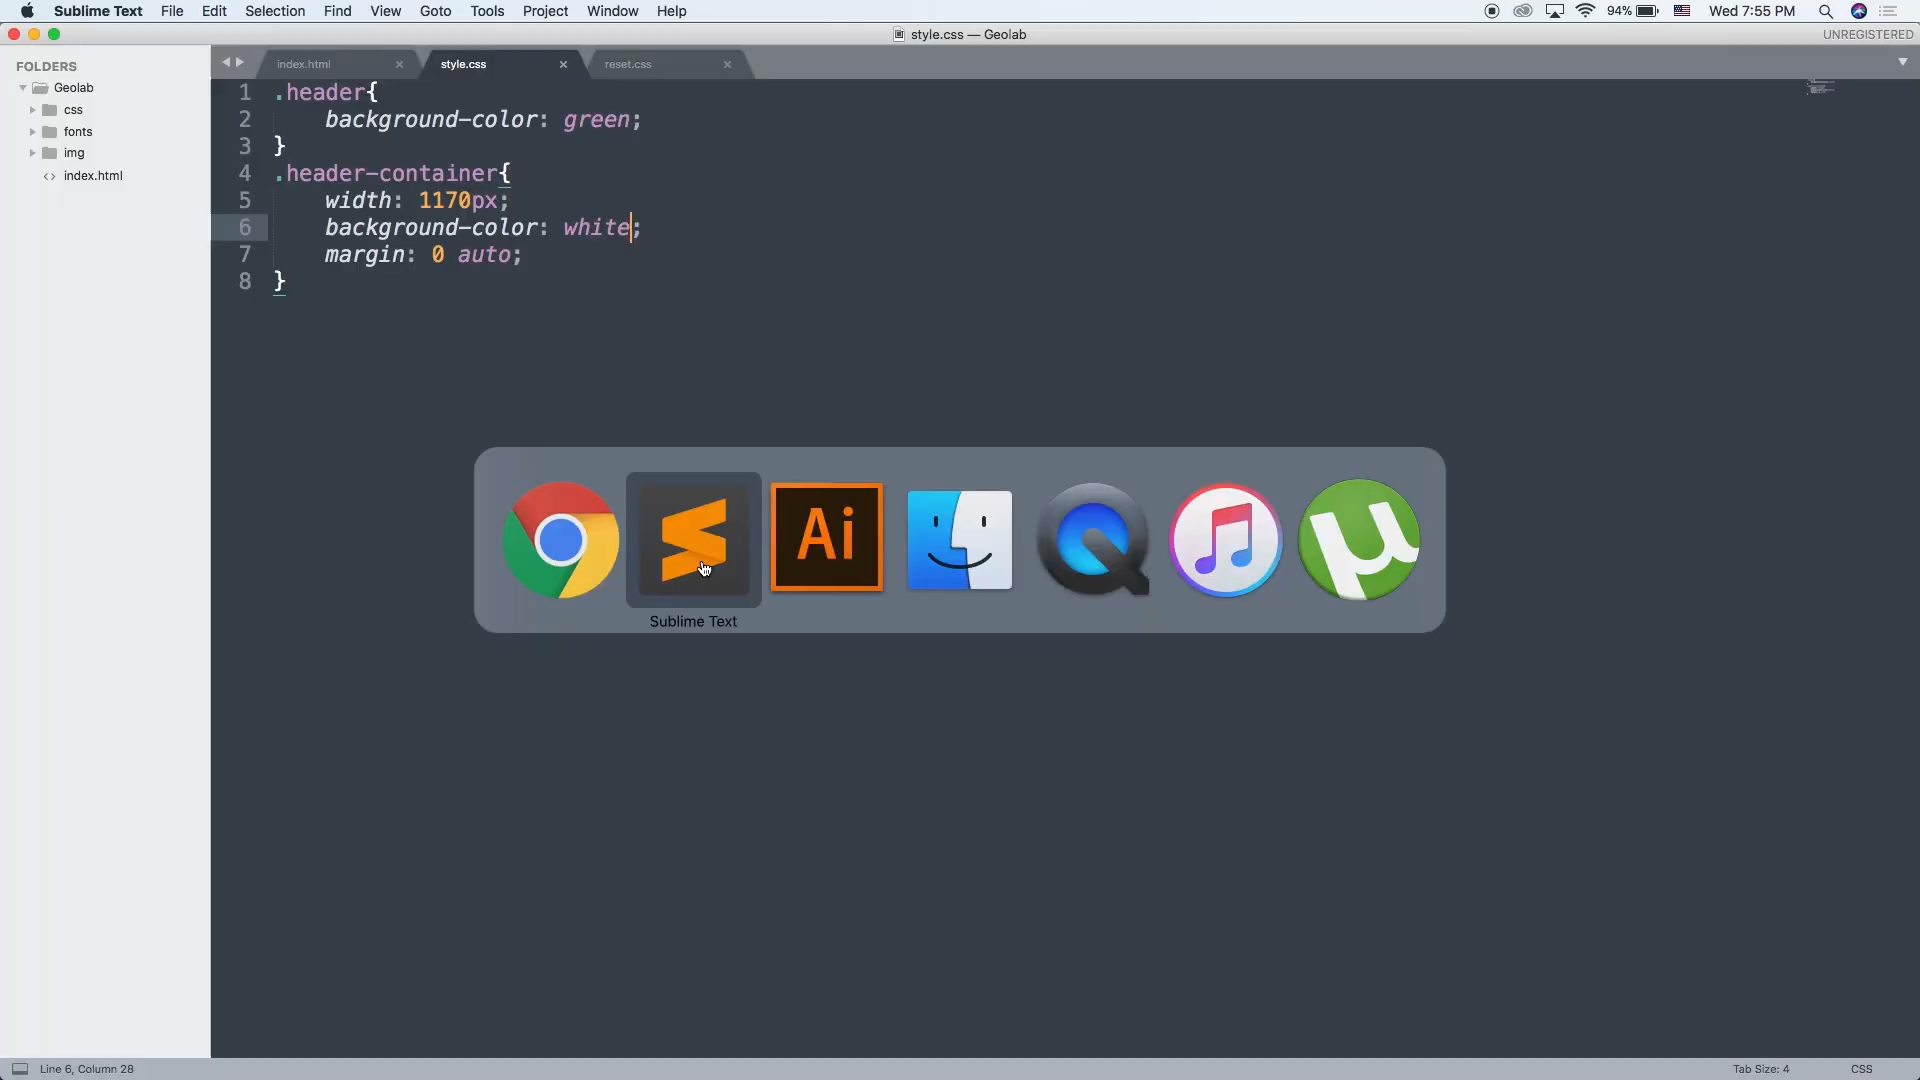 Sublime Text File Edit Selection Find View Goto Tools Project Window Help 94% Wed 7:55 PM
style.css — Geolab UNREGISTERED
FOLDERS
Geolab
css
fonts
img
index.html
index.html style.css reset.css
1 .header{
2 background-color: green;
3 }
4 .header-container{
5 width: 1170px;
6 background-color: white;
7 margin: 0 auto;
8 }
Ai
µ
Sublime Text
Line 6, Column 28 Tab Size: 4 CSS